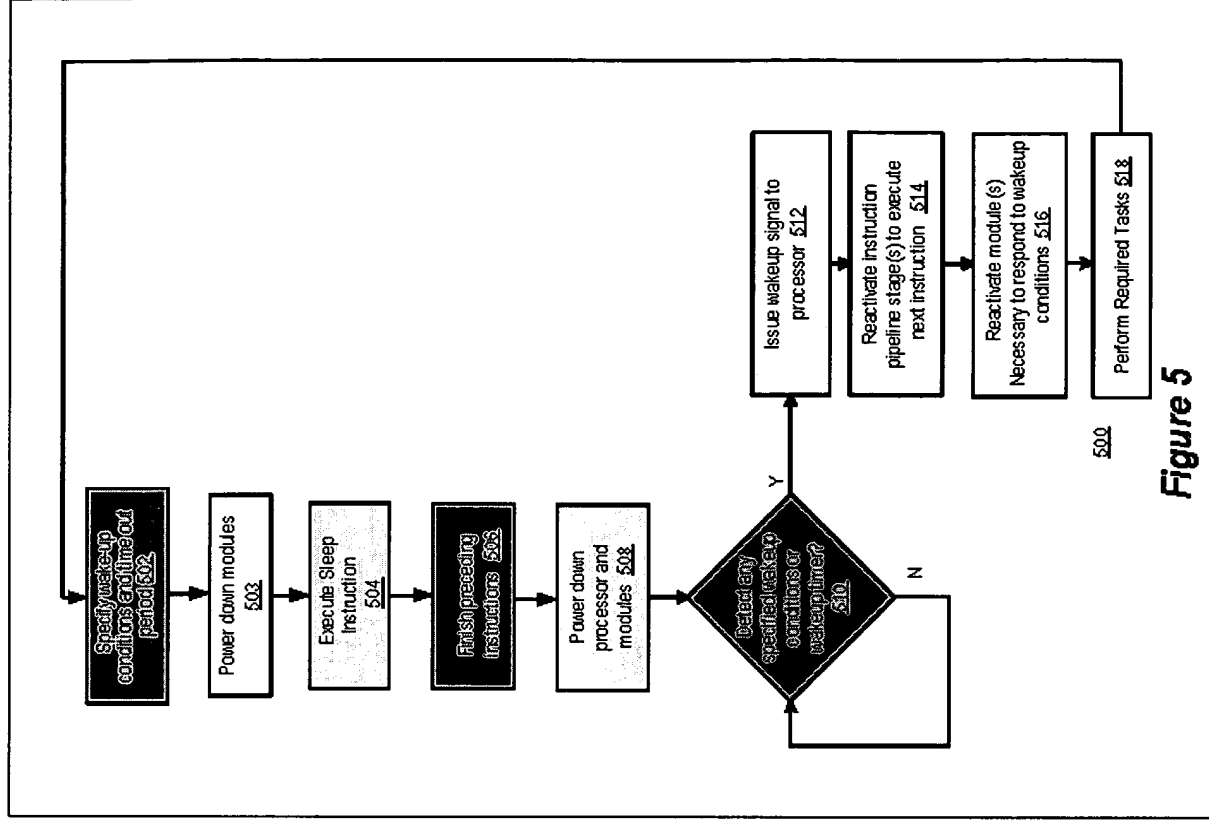 Specify wake-up
conditions and time out
period 502
Power down modules
503
Execute Sleep
Instruction
504
Finish preceding
instructions 506
Power down
processor and
modules 508
Detect any
specified wakeup
conditions or
wakeup timer?
510
Y
N
Issue wakeup signal to
processor 512
Reactivate instruction
pipeline stage(s) to execute
next instruction 514
Reactivate module (s)
Necessary to respond to wakeup
conditions 516
Perform Required Tasks 518
500
Figure 5